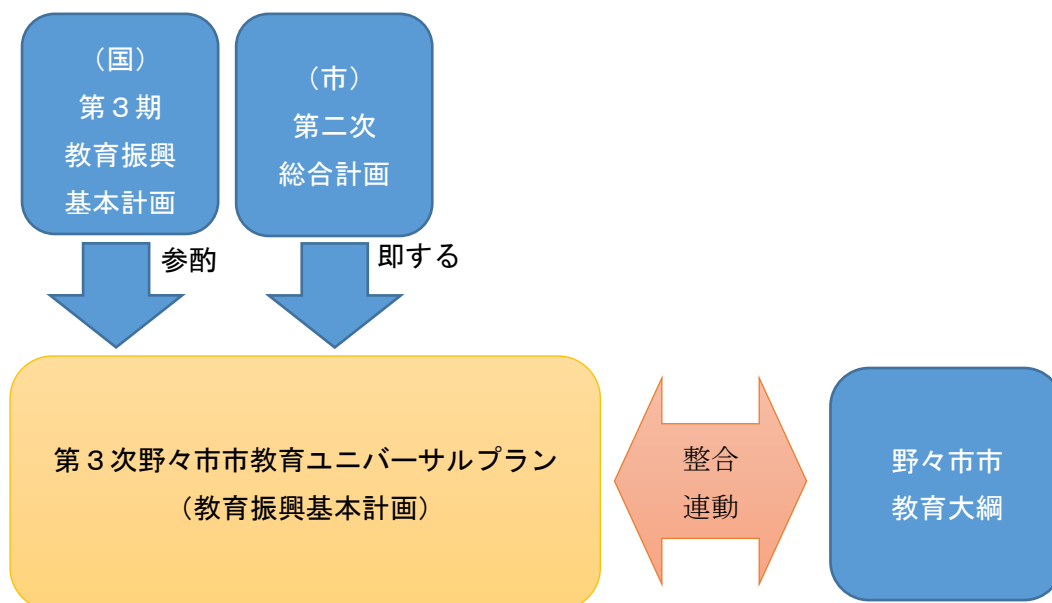 （国）
第３期
教育振興
基本計画
（市）
第二次
総合計画
参酌
即する
第３次野々市市教育ユニバーサルプラン
（教育振興基本計画）
整合
連動
野々市市
教育大綱